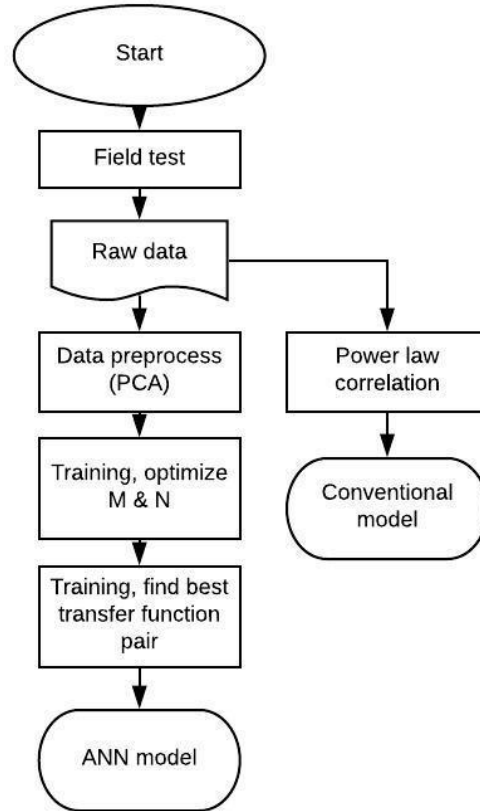 Start
Field test
Raw data
Data preprocess
(PCA)
Power law
correlation
Training, optimize
M & N
Conventional
model
Training, find best
transfer function
pair
ANN model